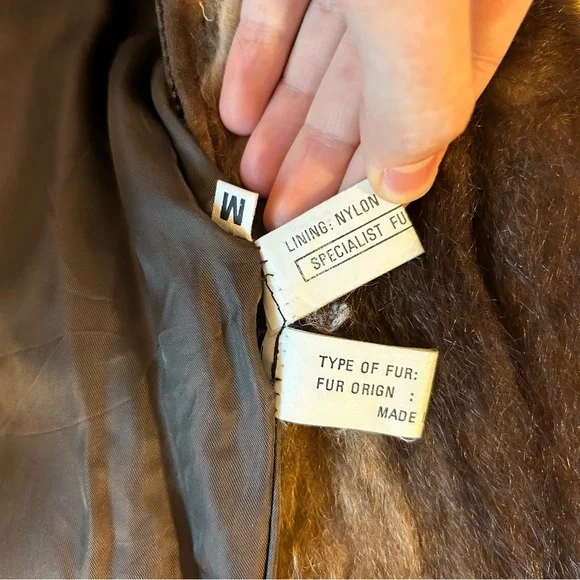 M
LINING: NYLON
SPECIALIST FU
TYPE OF FUR:
FUR ORIGN :
MADE